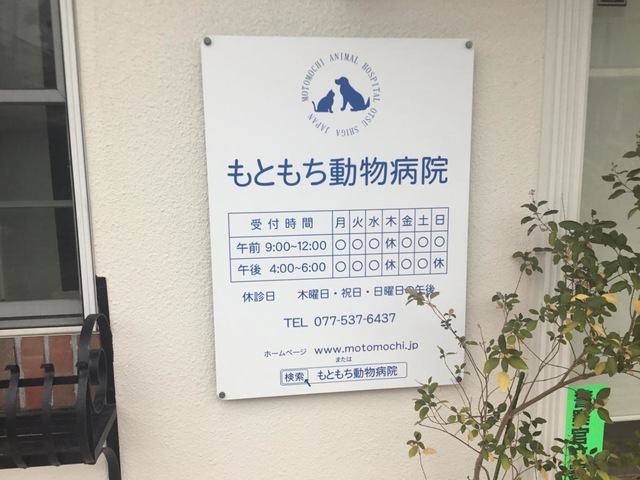 MOTOMOCHI ANIMAL HOSPITAL OTSU SHIGA JAPAN
もともち動物病院
受付時間 月 火 水 木 金 土 日
午前 9:00~12:00 ○ ○ ○ 休 ○ ○ ○
午後 4:00~6:00 ○ ○ ○ 休 ○ ○ 休
休診日 木曜日・祝日・日曜日の午後
TEL 077-537-6437
ホームページ www.motomochi.jp
または
検索 もともち動物病院